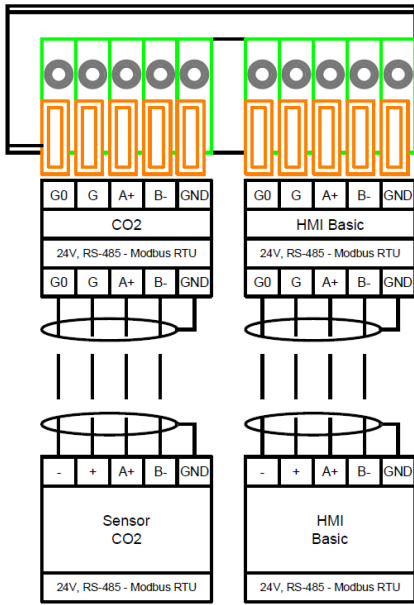 G0 G A+ B- GND G0 G A+ B- GND
CO2 HMI Basic
24V, RS-485 - Modbus RTU 24V, RS-485 - Modbus RTU
G0 G A+ B- GND G0 G A+ B- GND
- + A+ B- GND - + A+ B- GND
Sensor HMI
CO2 Basic
24V, RS-485 - Modbus RTU 24V, RS-485 - Modbus RTU